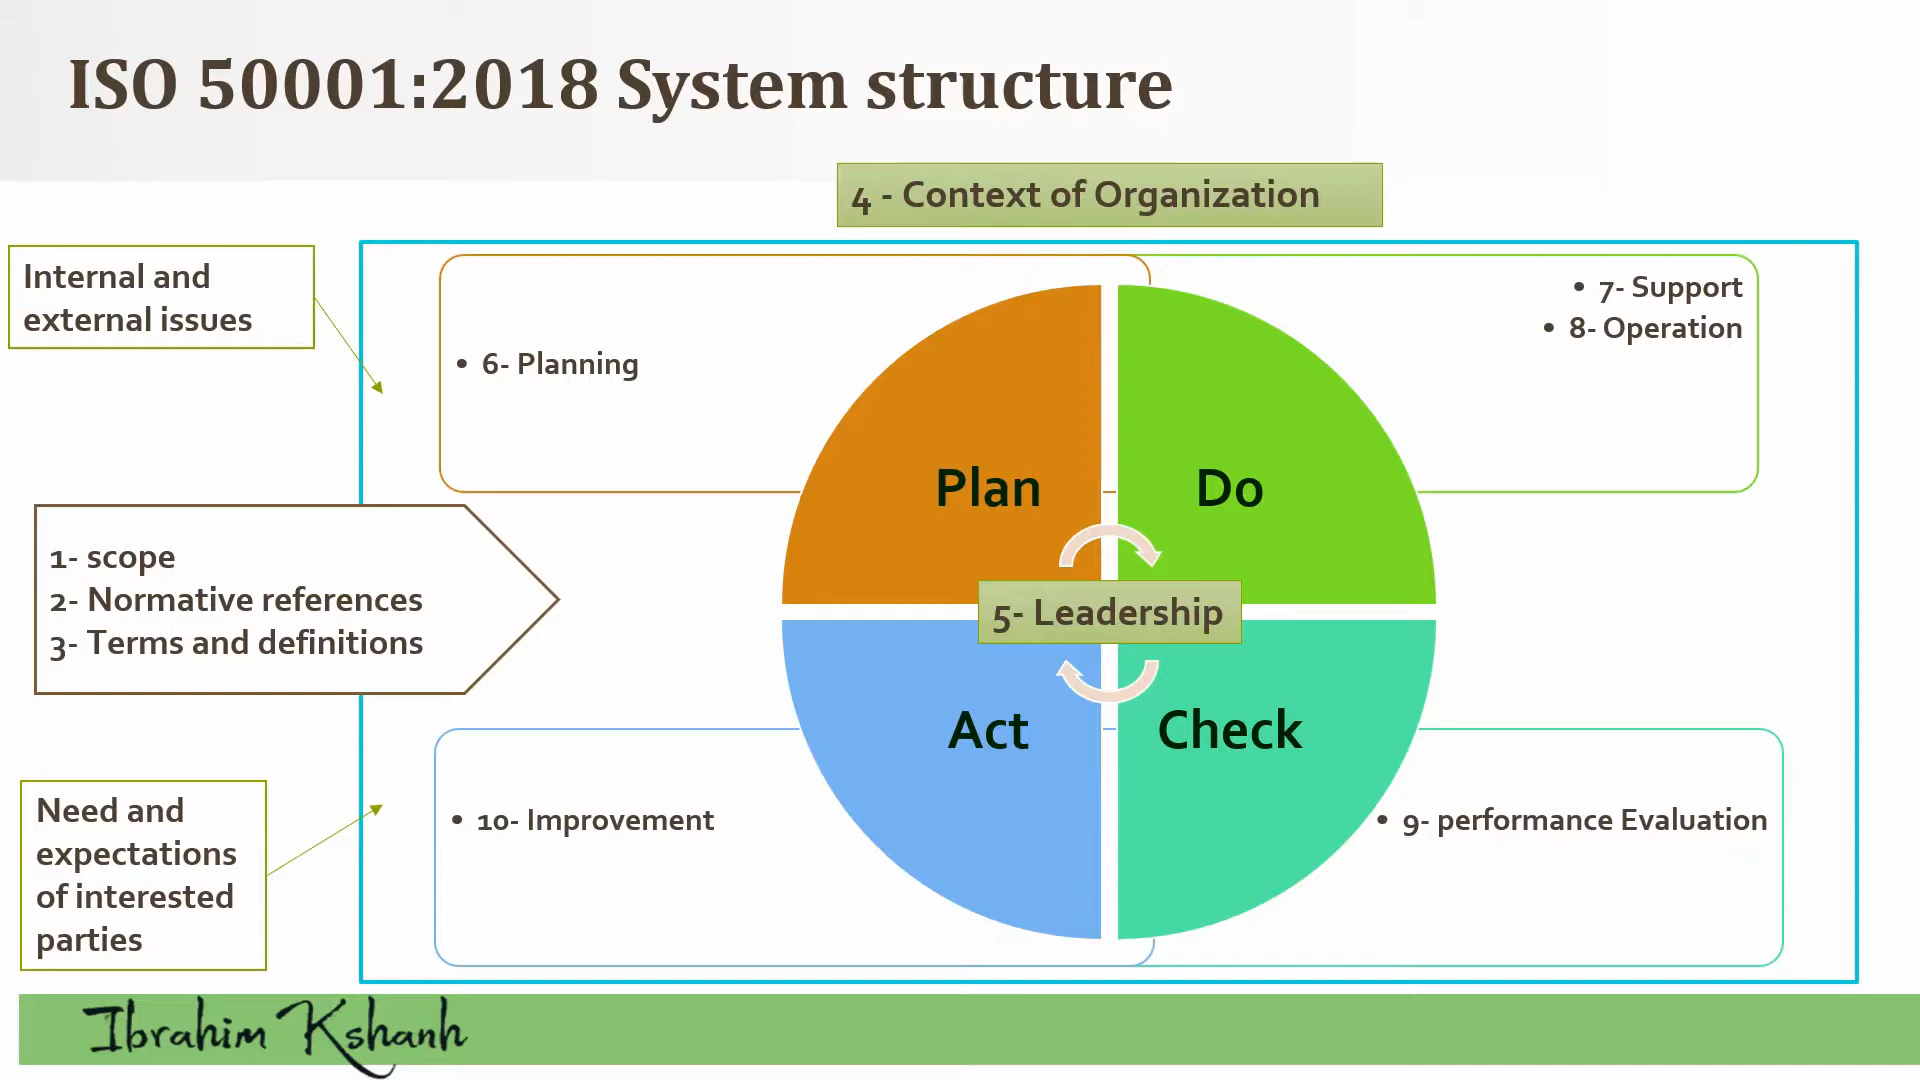 ISO 50001:2018 System structure
4 - Context of Organization
Internal and
external issues
• 6- Planning
• 7- Support
• 8- Operation
Plan
Do
1- scope
2- Normative references
3- Terms and definitions
5- Leadership
Act
Check
Need and
expectations
of interested
parties
• 10- Improvement
• 9- performance Evaluation
Ibrahim Kshanh